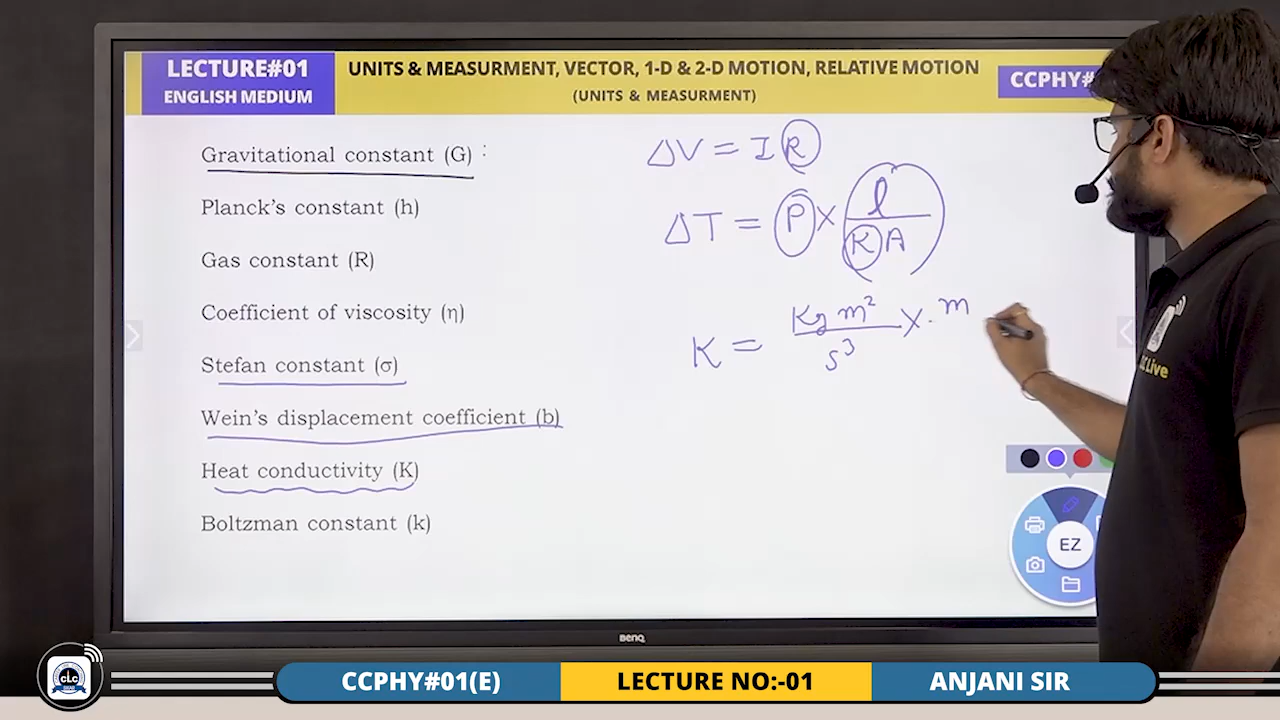 LECTURE#01
ENGLISH MEDIUM
UNITS & MEASURMENT, VECTOR, 1-D & 2-D MOTION, RELATIVE MOTION
(UNITS & MEASURMENT)
CCPHY#
Gravitational constant (G) :
Planck's constant (h)
Gas constant (R)
Coefficient of viscosity (η)
Stefan constant (σ)
Wein's displacement coefficient (b)
Heat conductivity (K)
Boltzman constant (k)
ΔV = I R
ΔT = P × l / K A
K = Kg m² / s³ × . m
EZ
Live
BenQ
CLC
CCPHY#01(E)
LECTURE NO:-01
ANJANI SIR